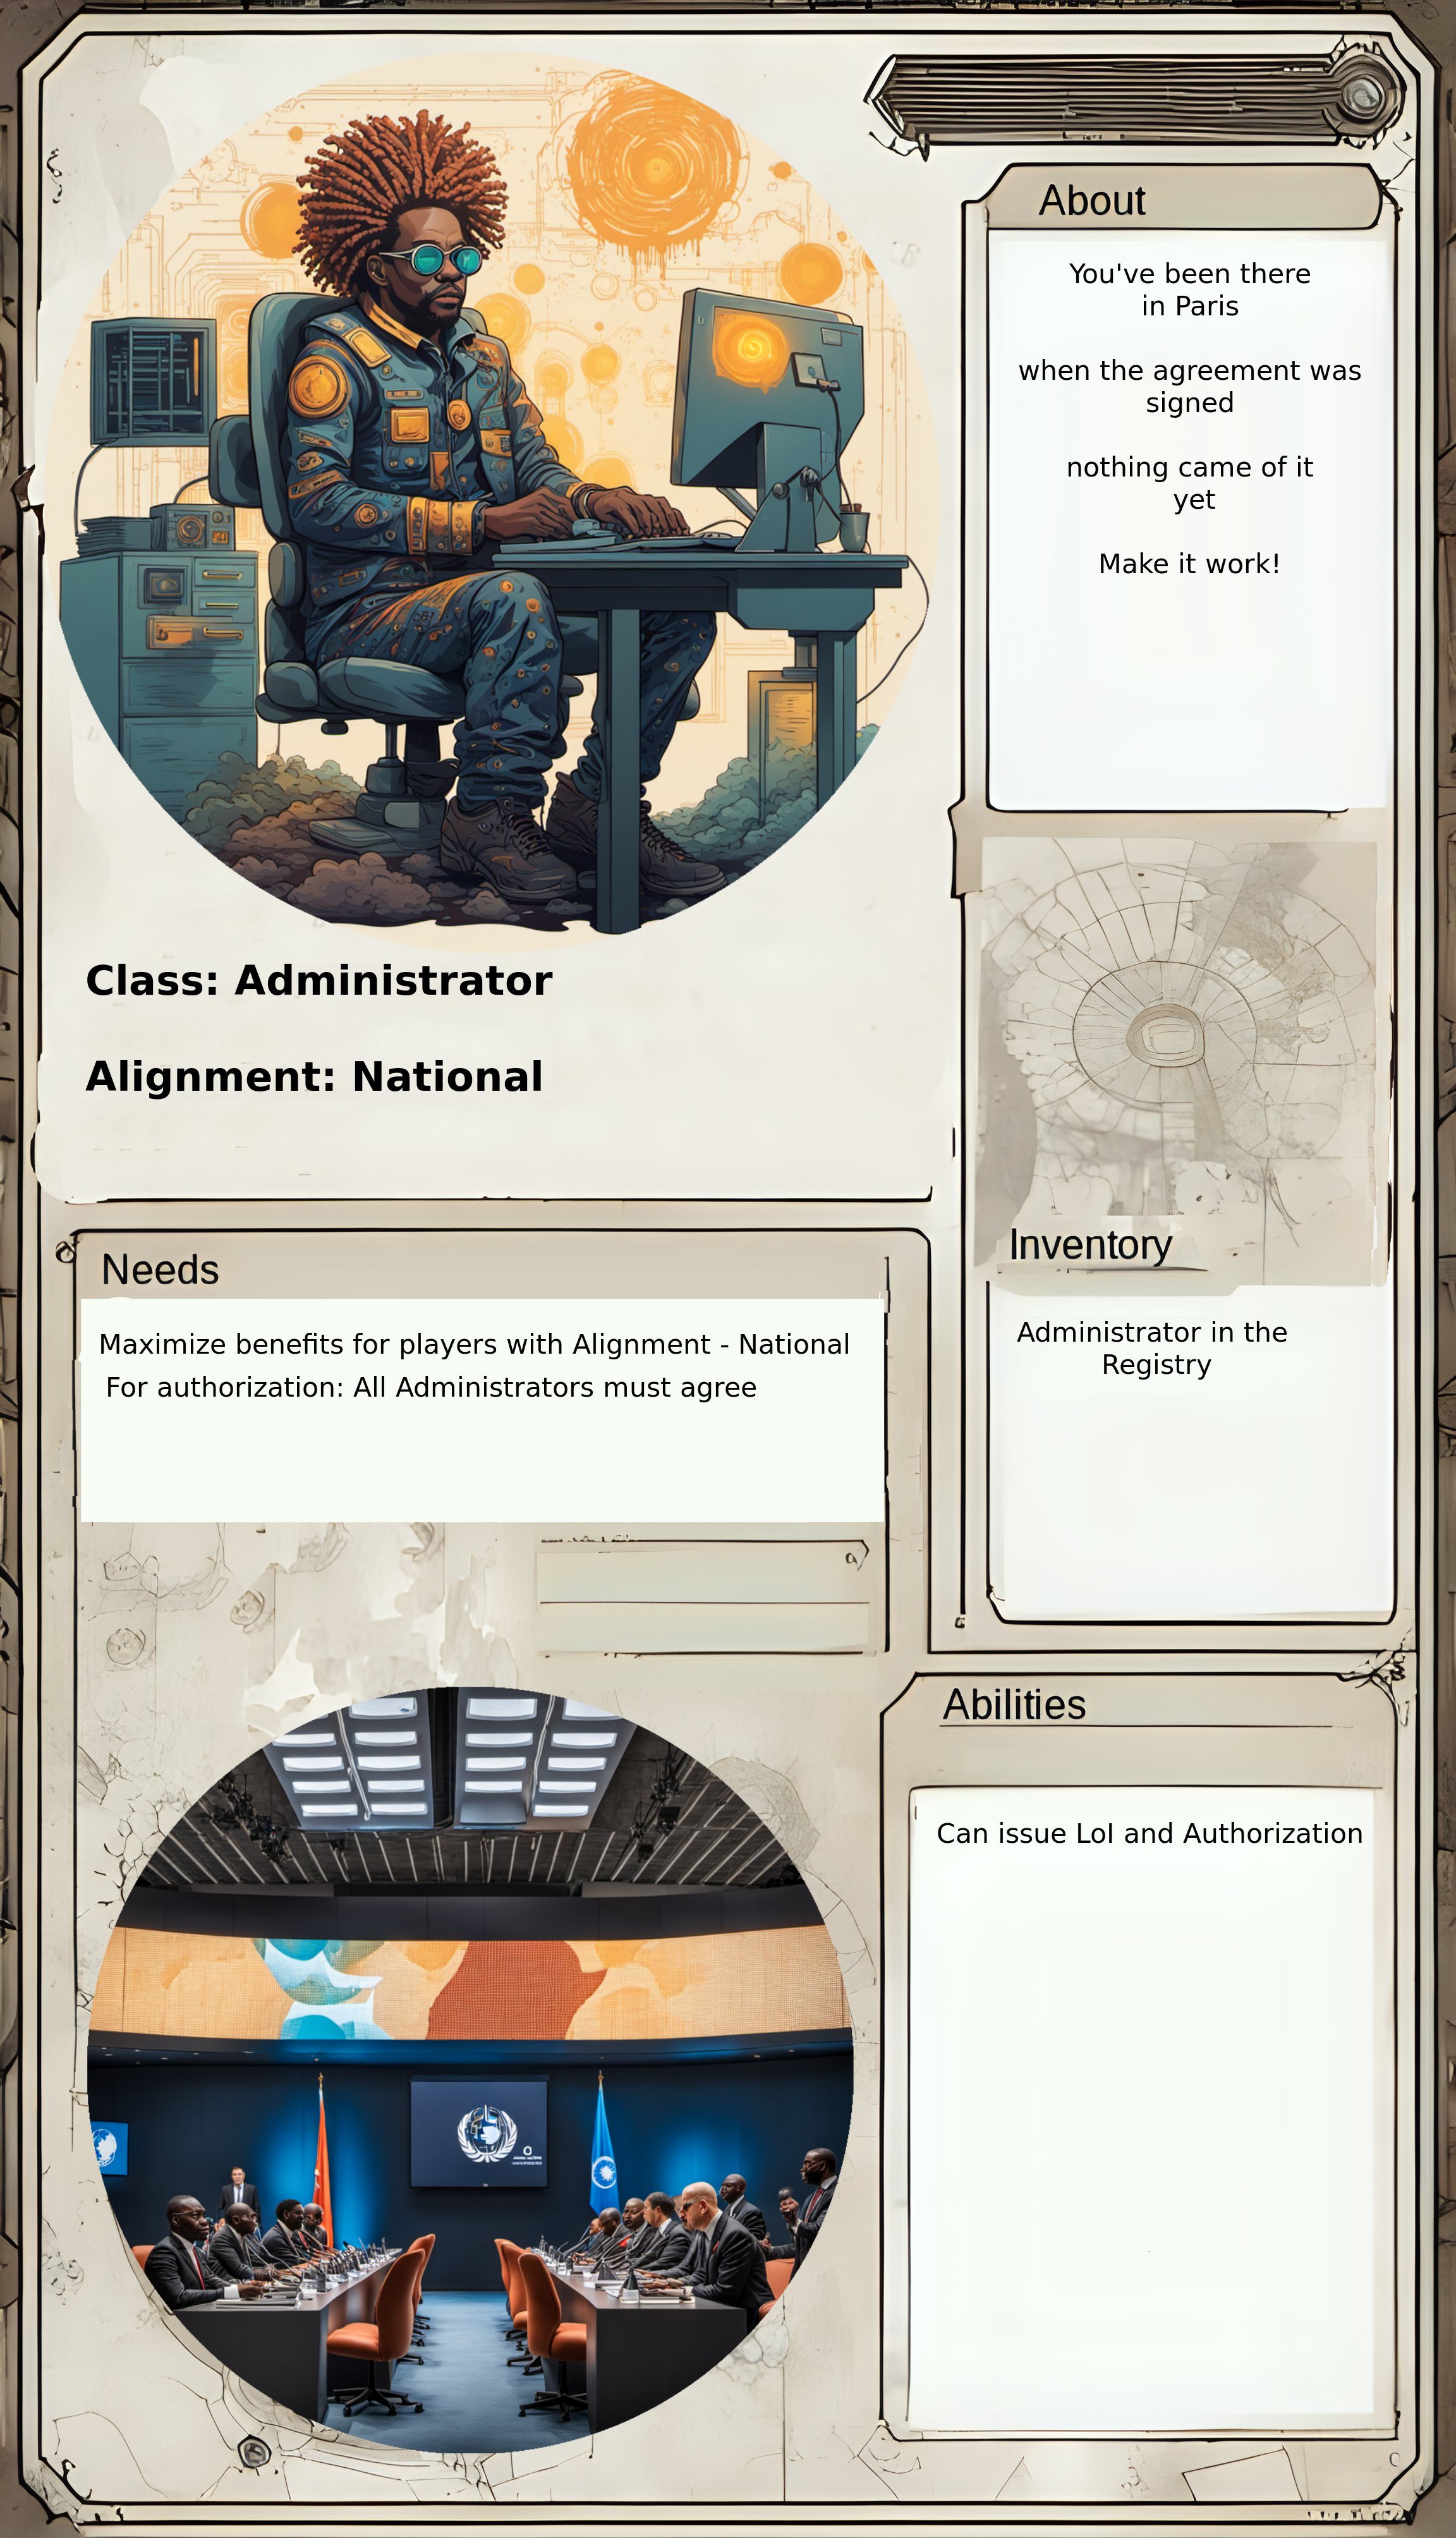 About
You've been there
in Paris
when the agreement was
signed
nothing came of it
yet
Make it work!
Class: Administrator
Alignment: National
Needs
Maximize benefits for players with Alignment - National
For authorization: All Administrators must agree
Inventory
Administrator in the
Registry
Abilities
Can issue LoI and Authorization